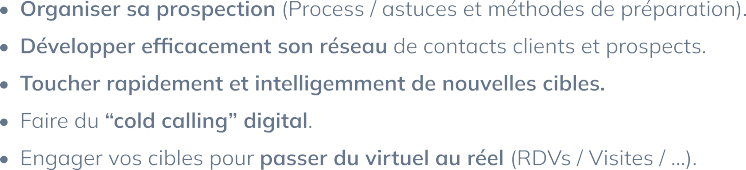 • Organiser sa prospection (Process / astuces et méthodes de préparation).
• Développer efficacement son réseau de contacts clients et prospects.
• Toucher rapidement et intelligemment de nouvelles cibles.
• Faire du “cold calling” digital.
• Engager vos cibles pour passer du virtuel au réel (RDVs / Visites / ...).